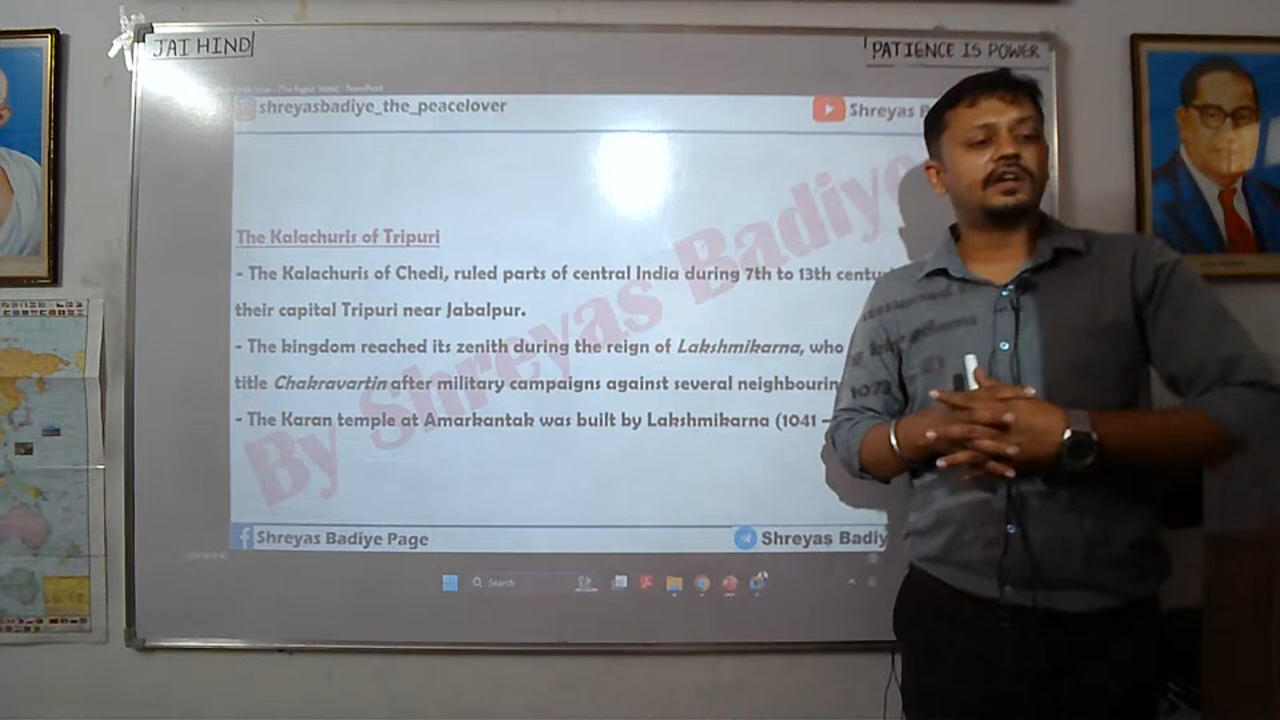 JAI HIND
PATIENCE IS POWER
shreyasbadiye_the_peacelover
Shreyas
By Shreyas Badiye
The Kalachuris of Tripuri
- The Kalachuris of Chedi, ruled parts of central India during 7th to 13th centu
their capital Tripuri near Jabalpur.
- The kingdom reached its zenith during the reign of Lakshmikarna, who
title Chakravartin after military campaigns against several neighbourin
- The Karan temple at Amarkantak was built by Lakshmikarna (1041 –
Shreyas Badiye Page
Shreyas Badiy
Search